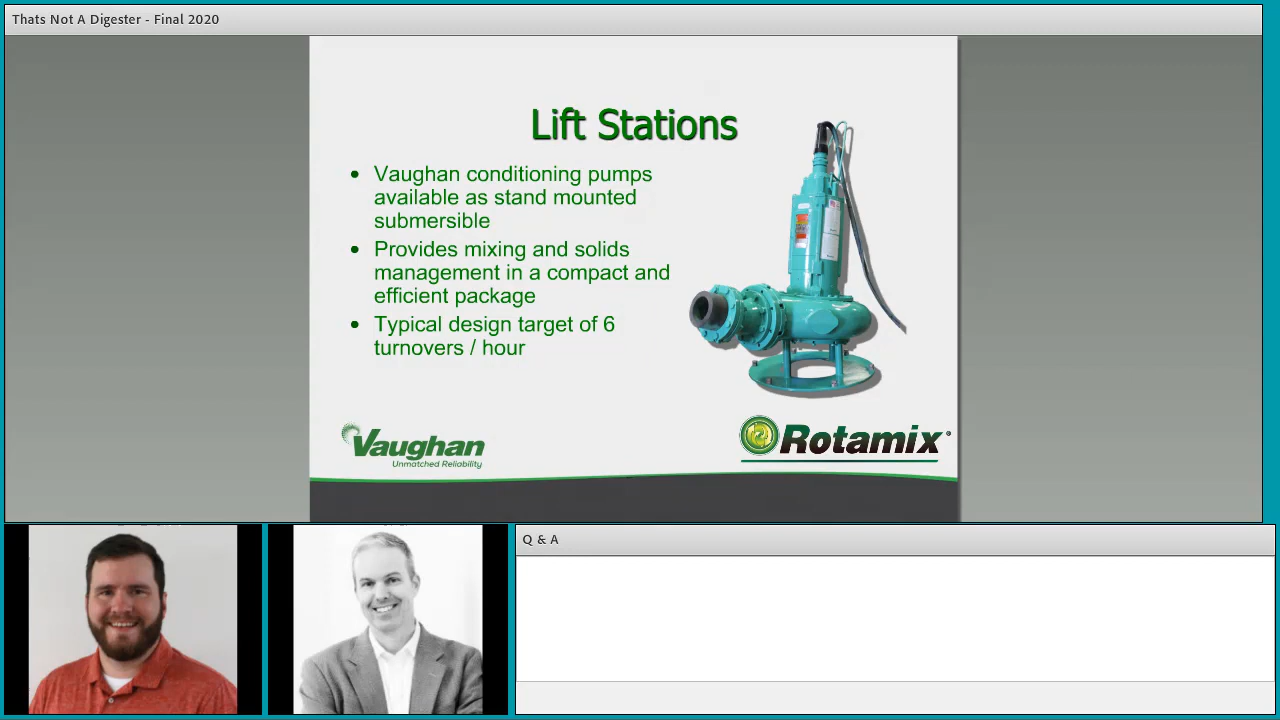 Thats Not A Digester - Final 2020
Lift Stations
• Vaughan conditioning pumps
available as stand mounted
submersible
• Provides mixing and solids
management in a compact and
efficient package
• Typical design target of 6
turnovers / hour
Vaughan
Unmatched Reliability
Rotamix®
Q & A